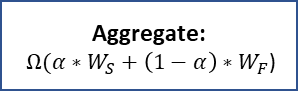 Aggregate:
Ω(α ∗ W_S + (1 − α) ∗ W_F)